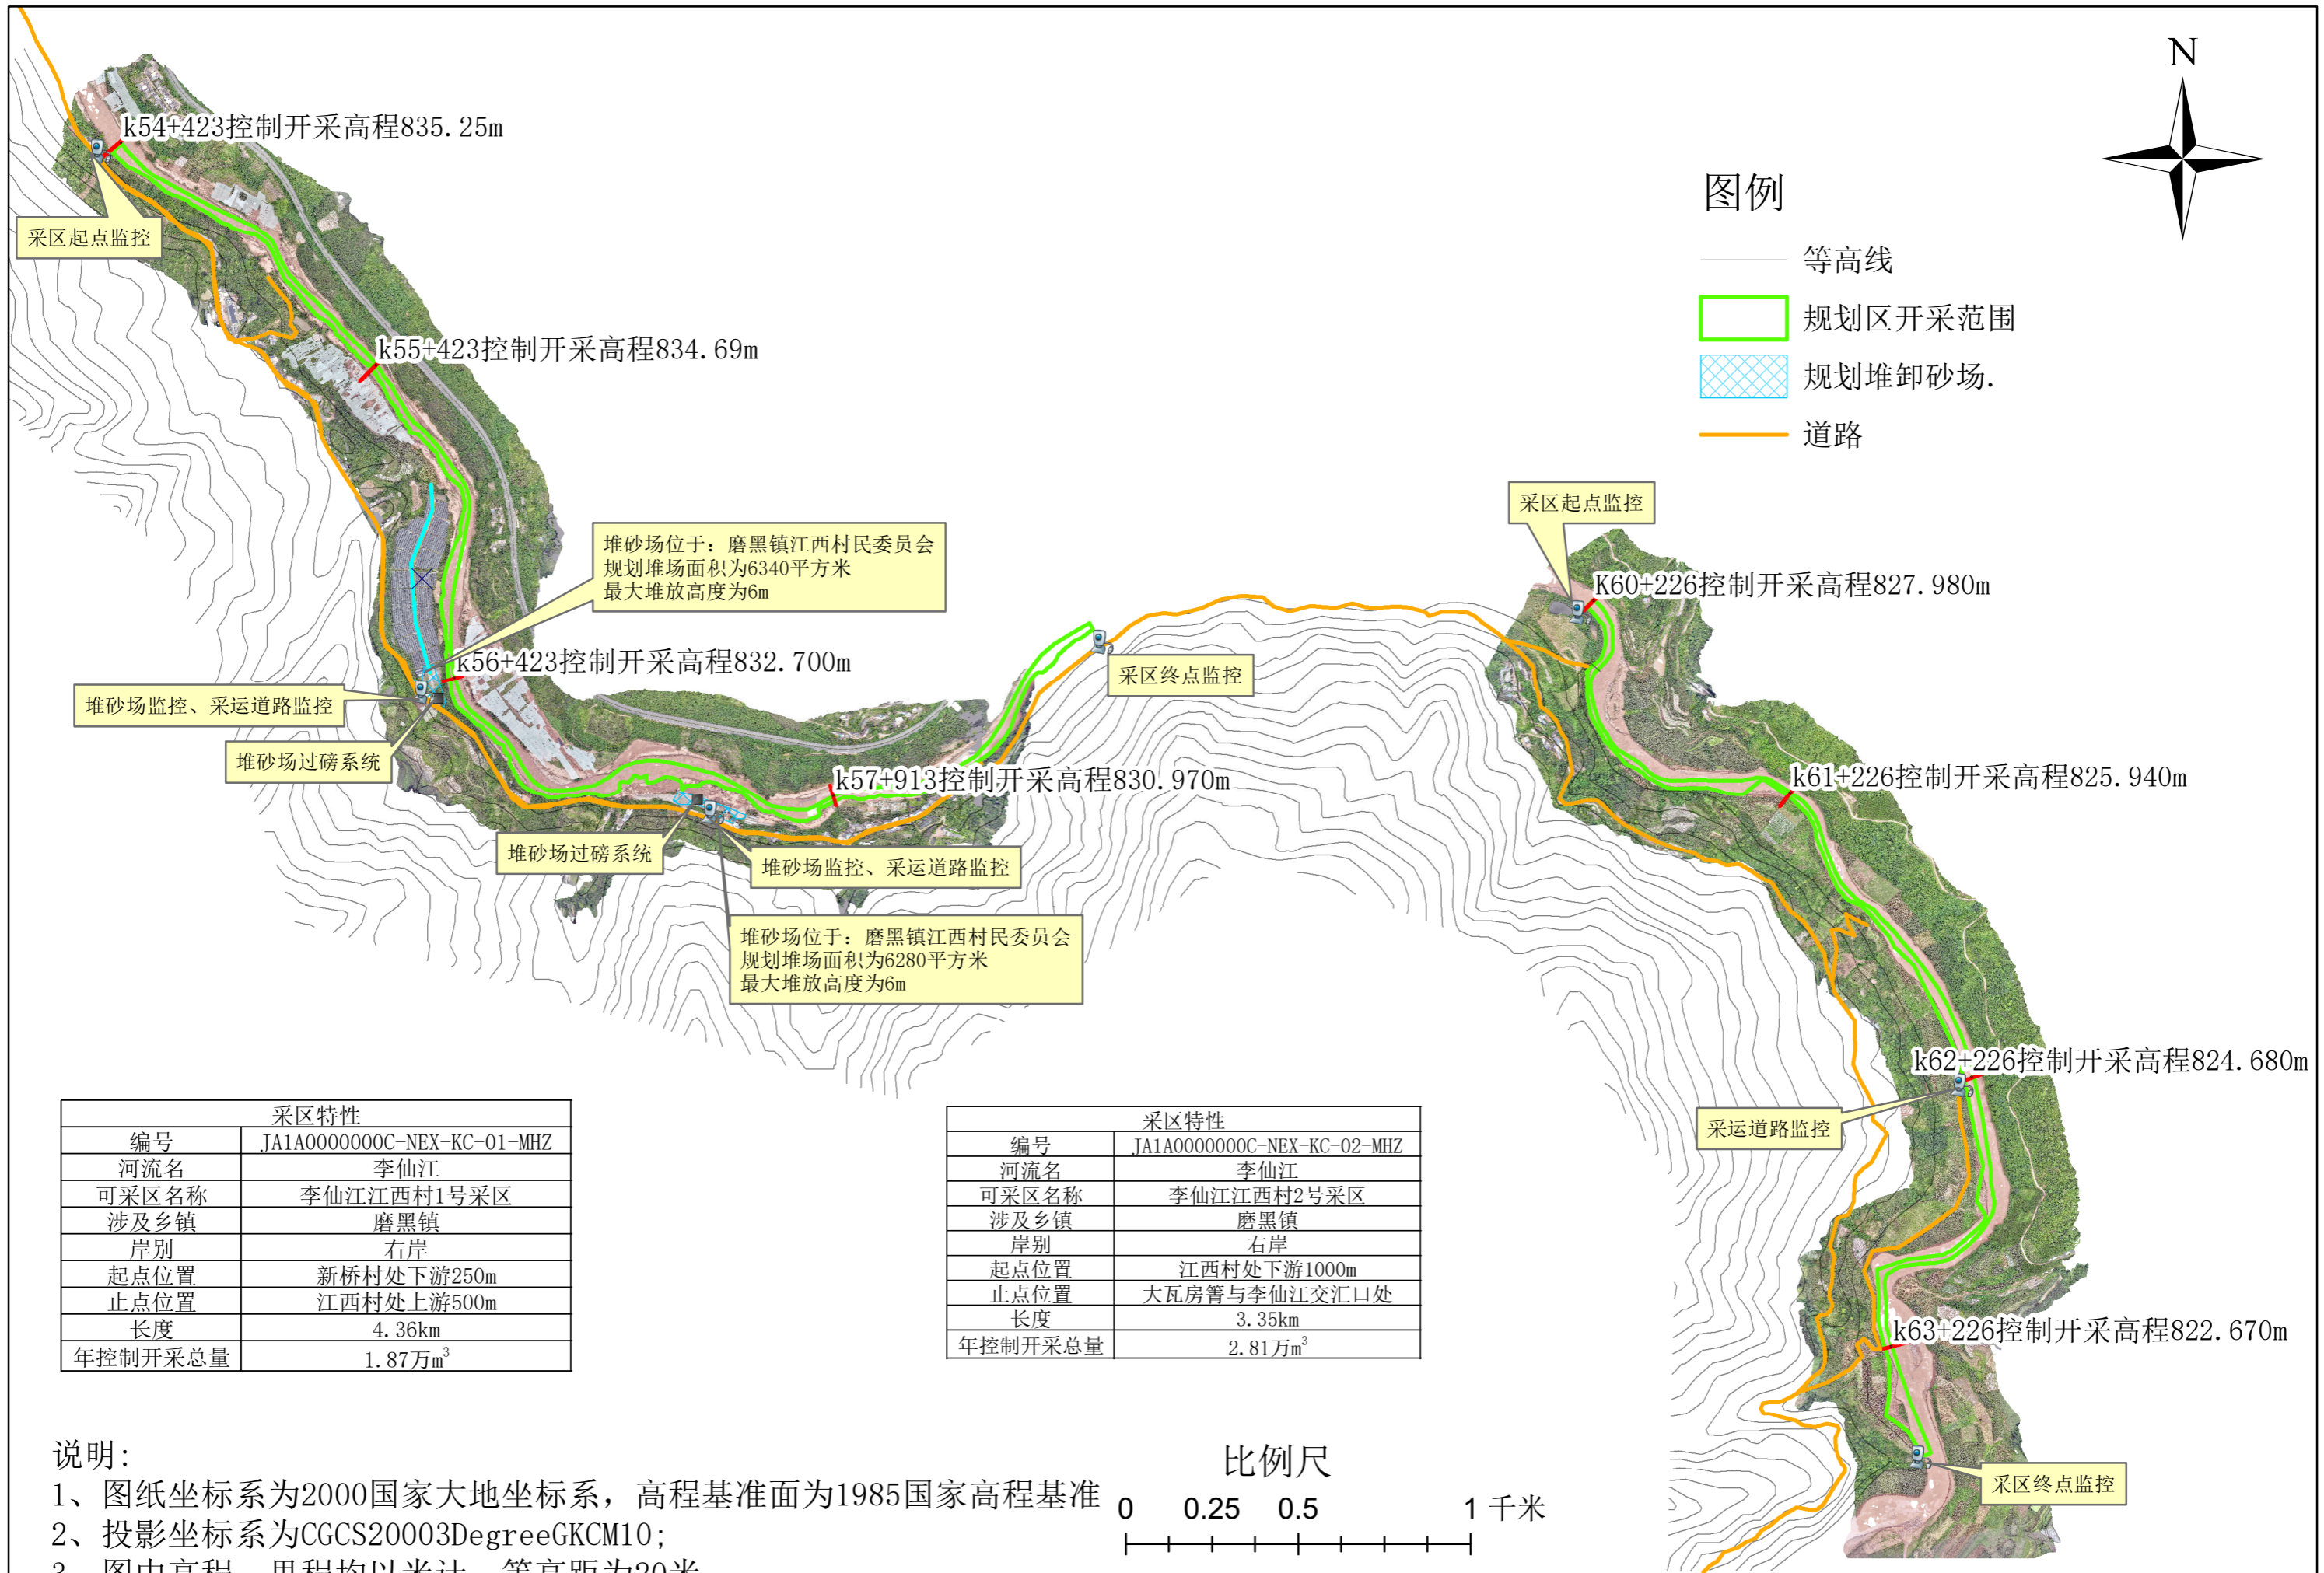 N
k54+423控制开采高程835.25m
采区起点监控
图例
等高线
规划区开采范围
规划堆卸砂场.
道路
k55+423控制开采高程834.69m
堆砂场位于：磨黑镇江西村民委员会
规划堆场面积为6340平方米
最大堆放高度为6m
采区起点监控
K60+226控制开采高程827.980m
k56+423控制开采高程832.700m
采区终点监控
堆砂场监控、采运道路监控
堆砂场过磅系统
k57+913控制开采高程830.970m
k61+226控制开采高程825.940m
堆砂场过磅系统
堆砂场监控、采运道路监控
堆砂场位于：磨黑镇江西村民委员会
规划堆场面积为6280平方米
最大堆放高度为6m
k62+226控制开采高程824.680m
采运道路监控
采区特性
编号 JA1A0000000C-NEX-KC-01-MHZ
河流名 李仙江
可采区名称 李仙江江西村1号采区
涉及乡镇 磨黑镇
岸别 右岸
起点位置 新桥村处下游250m
止点位置 江西村处上游500m
长度 4.36km
年控制开采总量 1.87万m³
采区特性
编号 JA1A0000000C-NEX-KC-02-MHZ
河流名 李仙江
可采区名称 李仙江江西村2号采区
涉及乡镇 磨黑镇
岸别 右岸
起点位置 江西村处下游1000m
止点位置 大瓦房箐与李仙江交汇口处
长度 3.35km
年控制开采总量 2.81万m³
k63+226控制开采高程822.670m
采区终点监控
说明：
1、图纸坐标系为2000国家大地坐标系，高程基准面为1985国家高程基准
2、投影坐标系为CGCS20003DegreeGKCM10;
3、图中高程、里程均以米计，等高距为20米
比例尺
0 0.25 0.5 1 千米